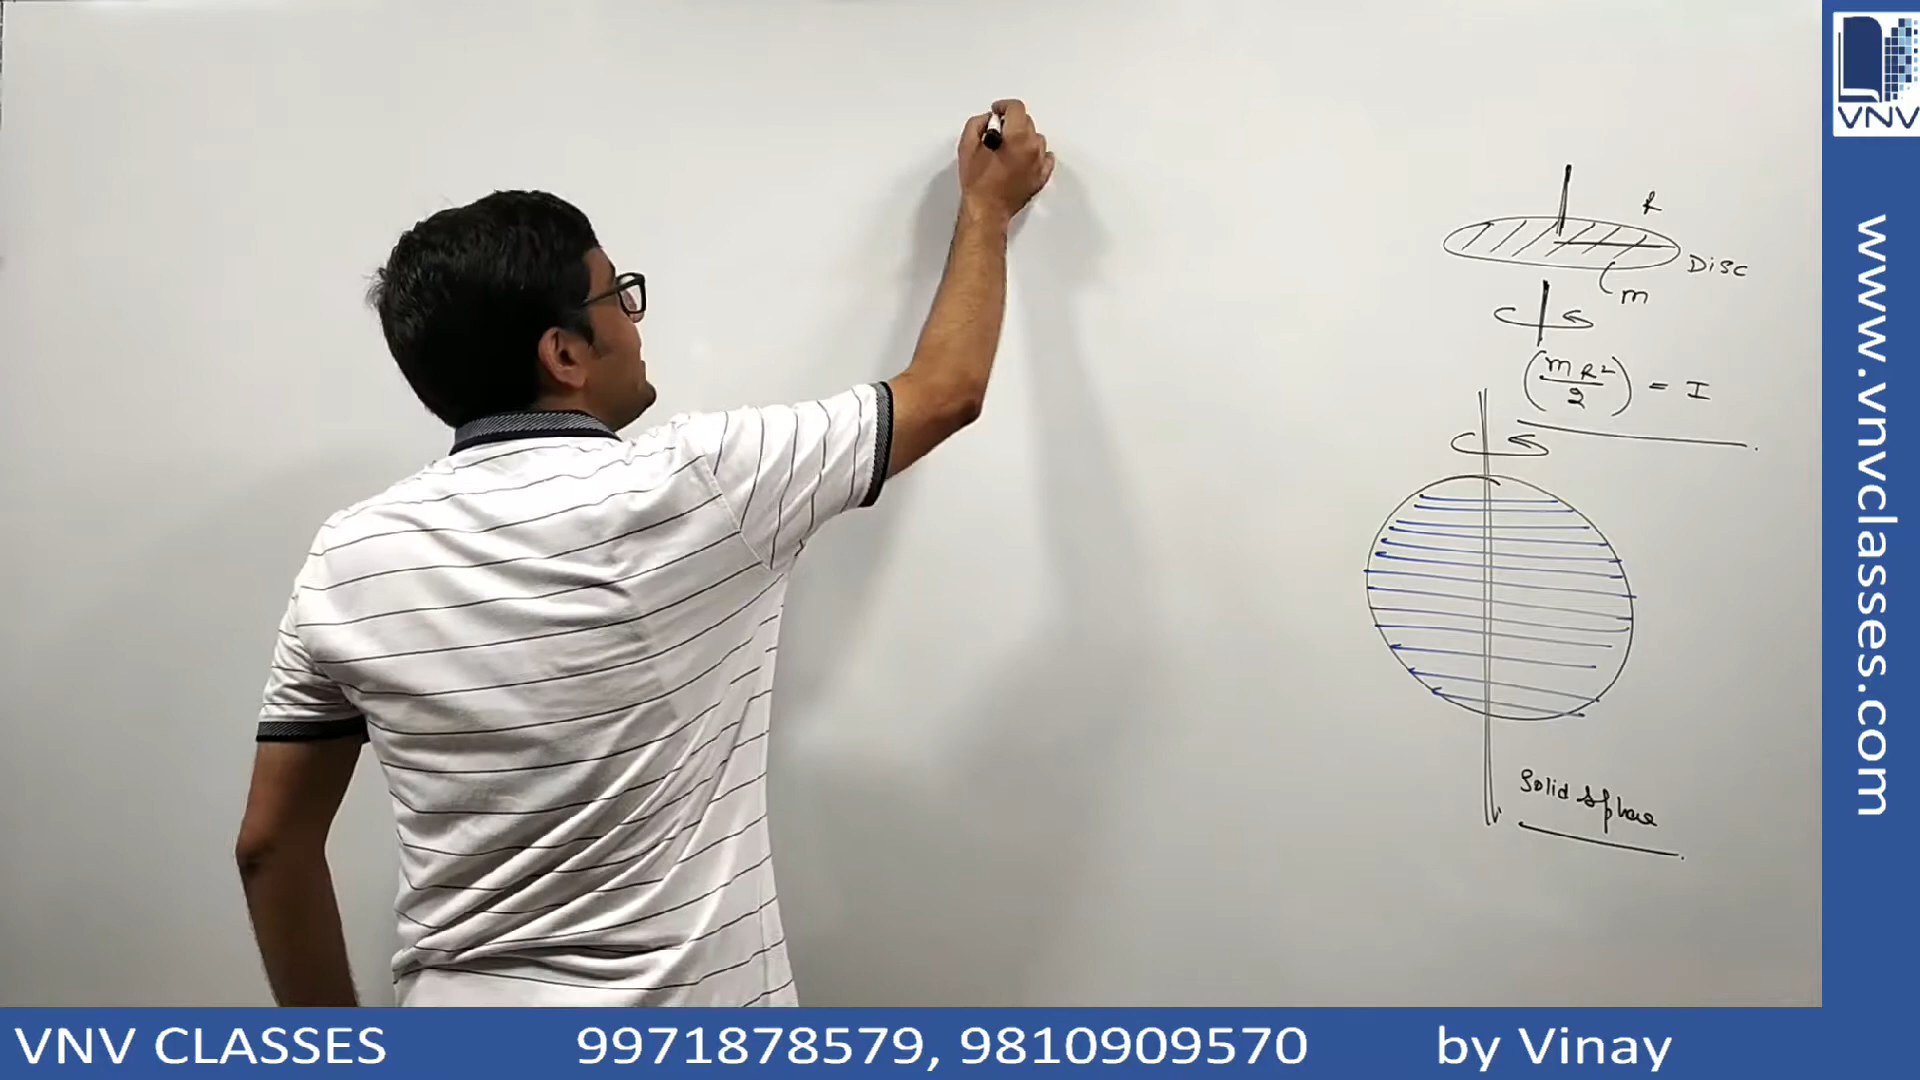 R
Disc
m
(mR²/2) = I
Solid sphere
VNV
www.vnvclasses.com
VNV CLASSES 9971878579, 9810909570 by Vinay